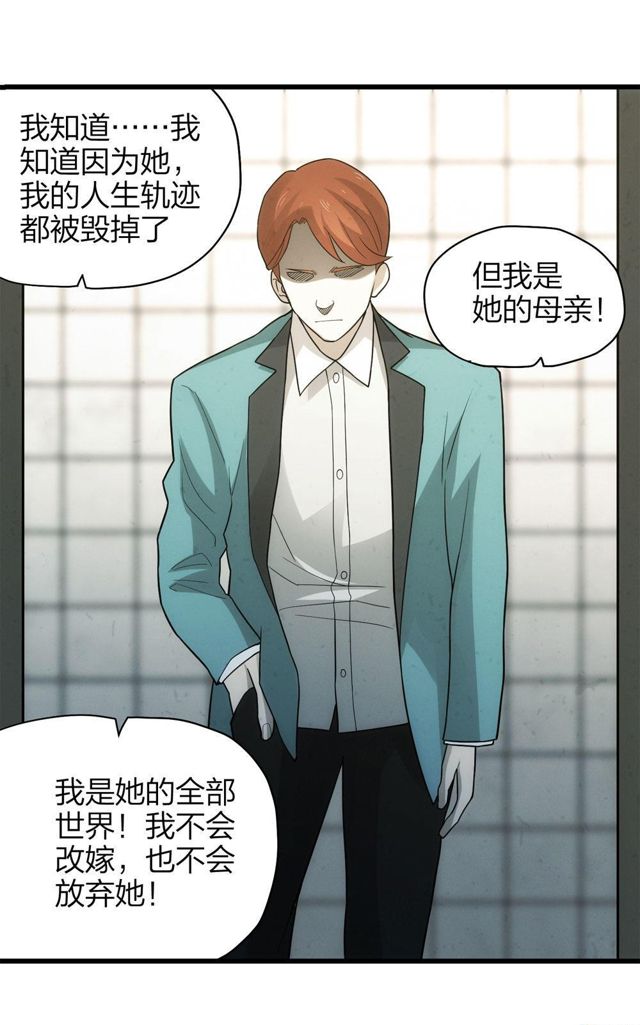 我知道……我
知道因为她，
我的人生轨迹
都被毁掉了
但我是
她的母亲！
我是她的全部
世界！我不会
改嫁，也不会
放弃她！